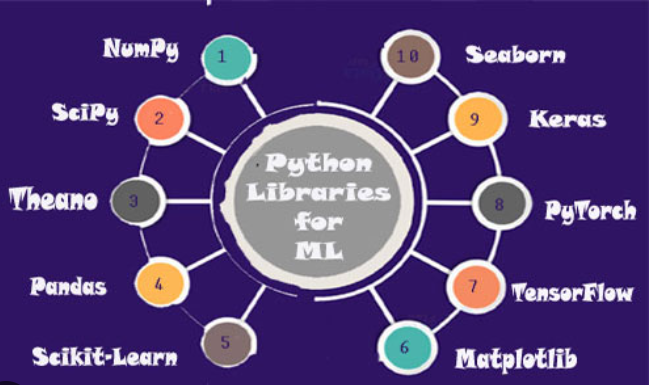 Python
Libraries
for
ML
1 NumPy
2 SciPy
3 Theano
4 Pandas
5 Scikit-Learn
6 Matplotlib
7 TensorFlow
8 PyTorch
9 Keras
10 Seaborn